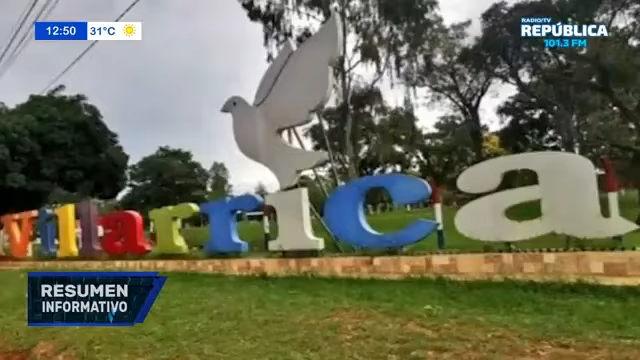 12:50 31°C
RADIO/TV
REPÚBLICA
101.3 FM
Villarrica
RESUMEN
INFORMATIVO